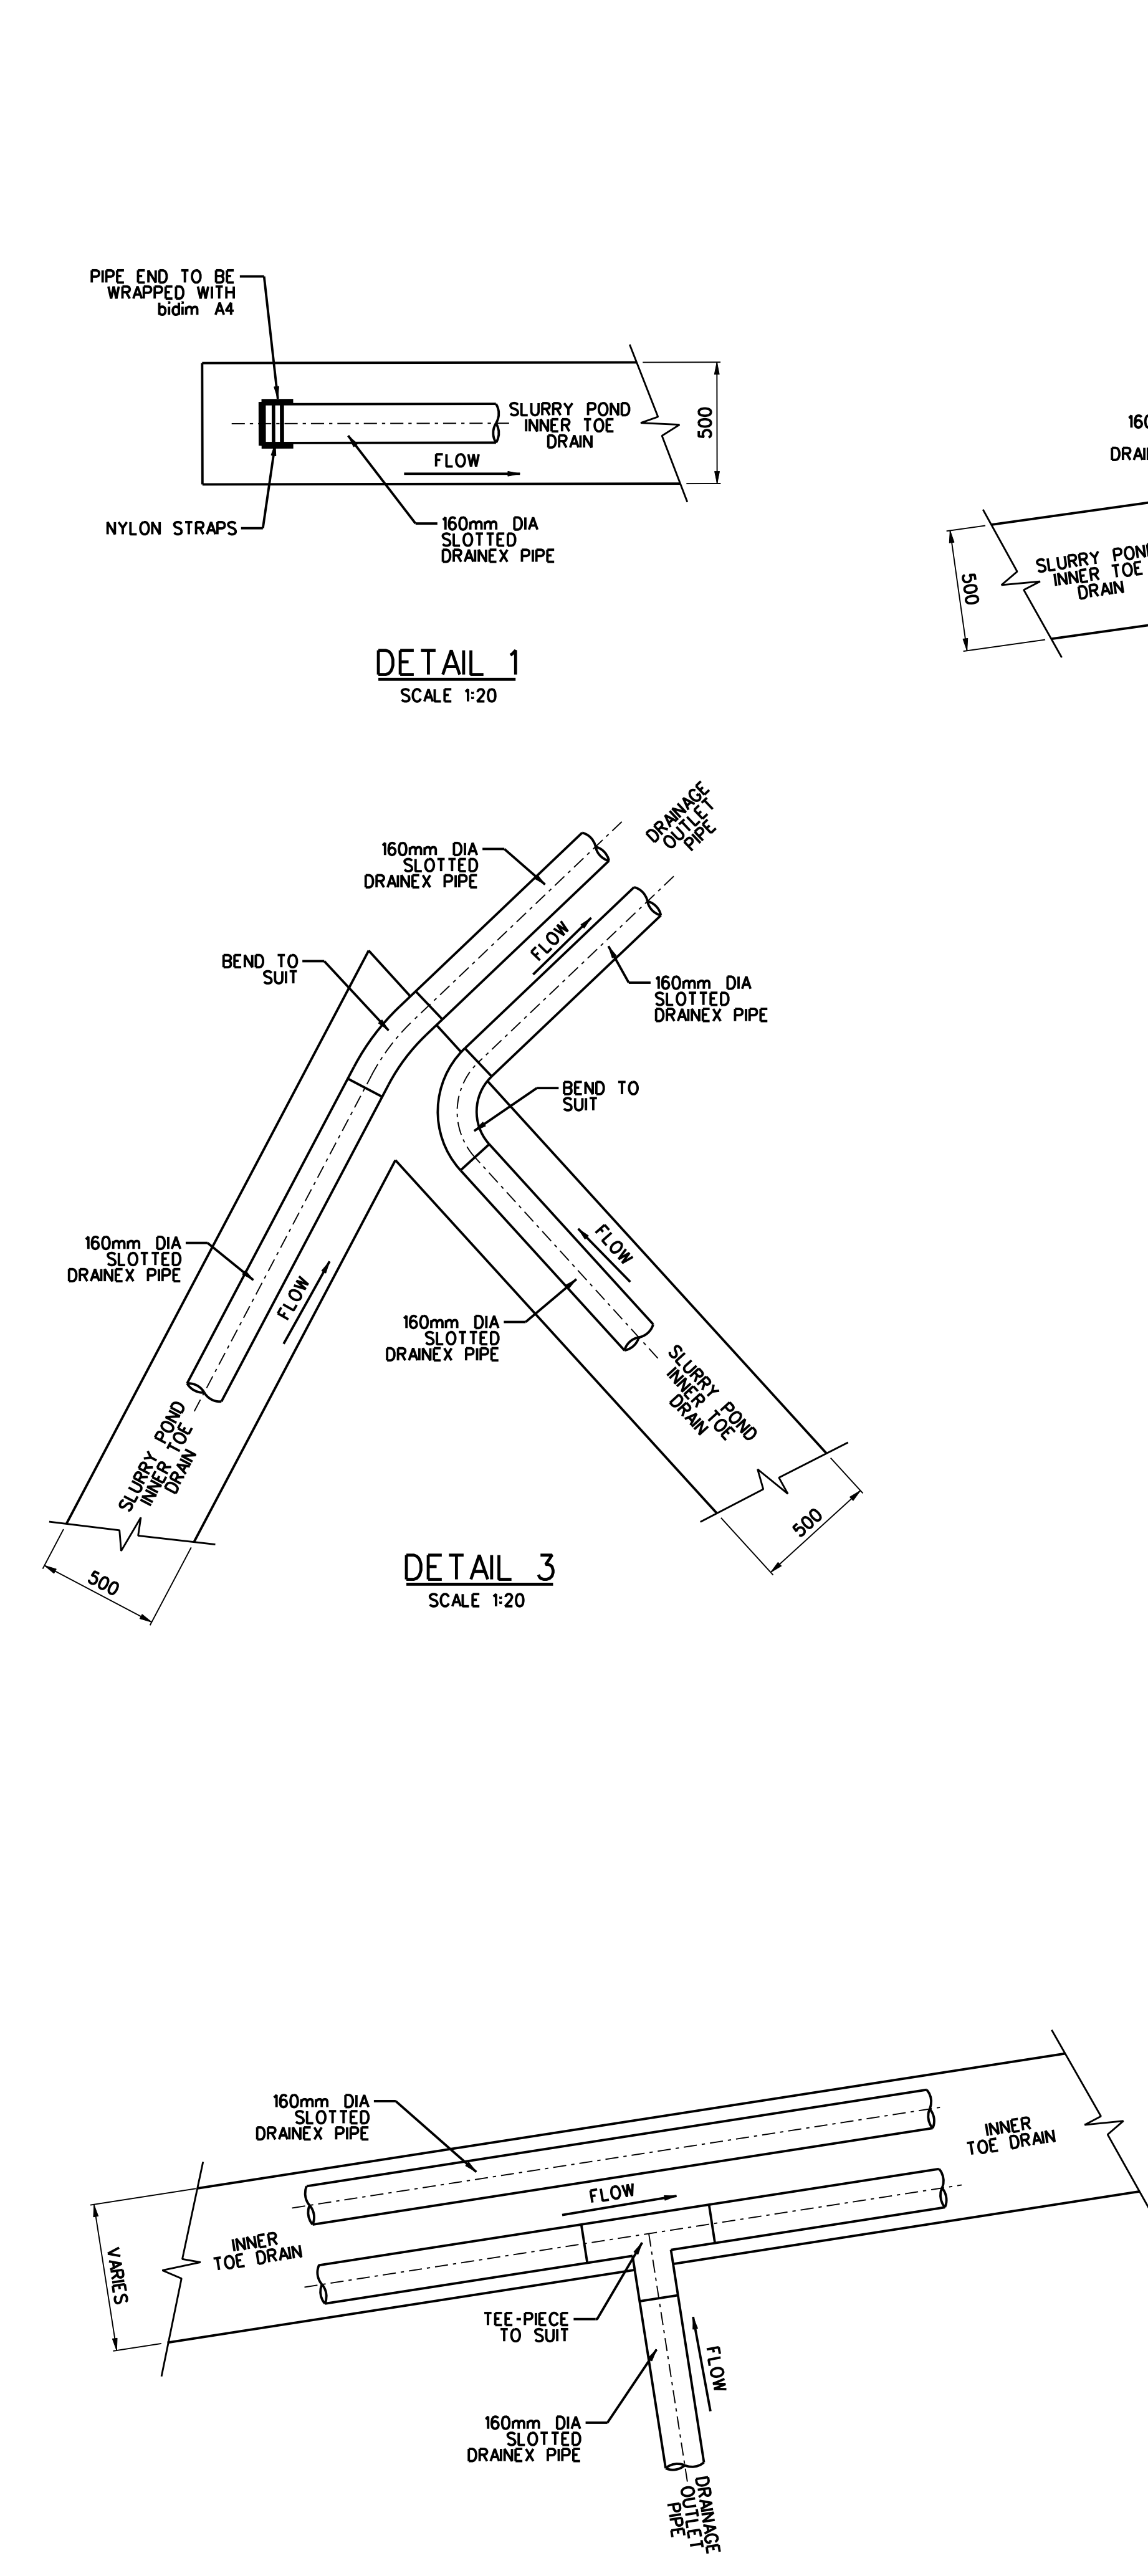 PIPE END TO BE
WRAPPED WITH
bidim A4
SLURRY POND
INNER TOE
DRAIN
FLOW
500
NYLON STRAPS
160mm DIA
SLOTTED
DRAINEX PIPE
DETAIL 1
SCALE 1:20
500
SLURRY
INNER TOE
DRAIN
DRAINAGE
OUTLET
PIPE
160mm DIA
SLOTTED
DRAINEX PIPE
FLOW
BEND TO
SUIT
160mm DIA
SLOTTED
DRAINEX PIPE
BEND TO
SUIT
160mm DIA
SLOTTED
DRAINEX PIPE
FLOW
FLOW
160mm DIA
SLOTTED
DRAINEX PIPE
SLURRY POND
INNER TOE
DRAIN
SLURRY POND
INNER TOE
DRAIN
500
500
DETAIL 3
SCALE 1:20
160mm DIA
SLOTTED
DRAINEX PIPE
INNER
TOE DRAIN
FLOW
INNER
TOE DRAIN
VARIES
TEE-PIECE
TO SUIT
FLOW
160mm DIA
SLOTTED
DRAINEX PIPE
DRAINAGE
OUTLET
PIPE